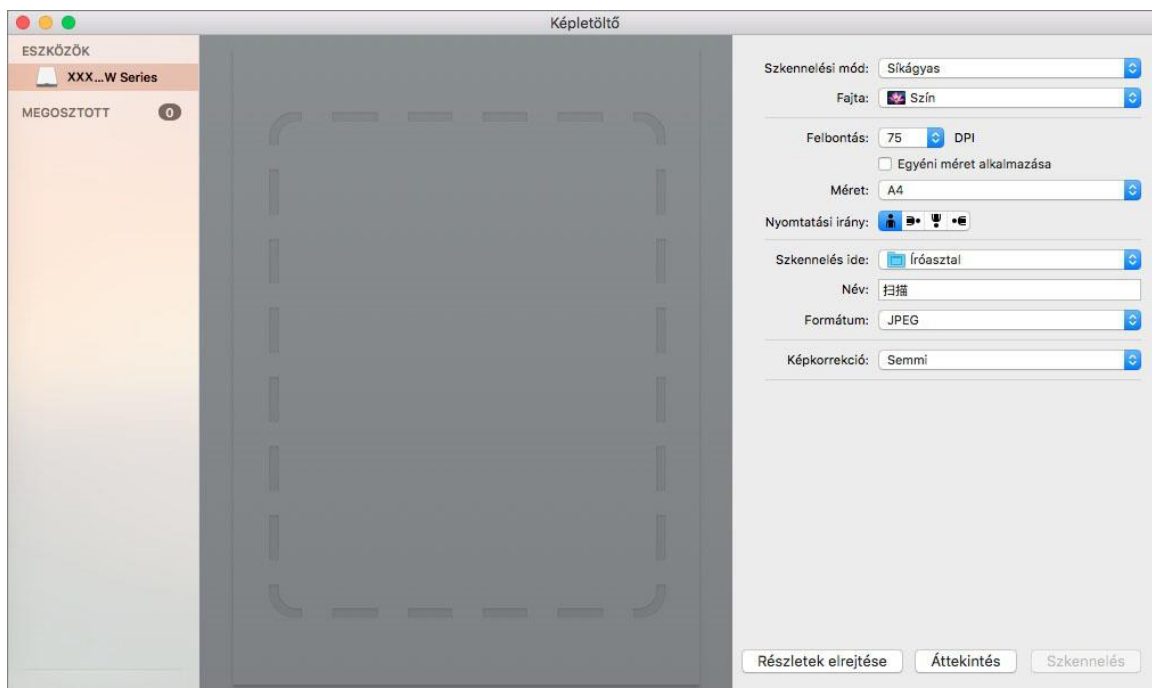 Képletöltő
ESZKÖZÖK
XXX...W Series
MEGOSZTOTT 0
Szkennelési mód: Síkágyas
Fajta: Szín
Felbontás: 75 DPI
Egyéni méret alkalmazása
Méret: A4
Nyomtatási irány:
Szkennelés ide: Íróasztal
Név: 扫描
Formátum: JPEG
Képkorrekció: Semmi
Részletek elrejtése Áttekintés Szkennelés